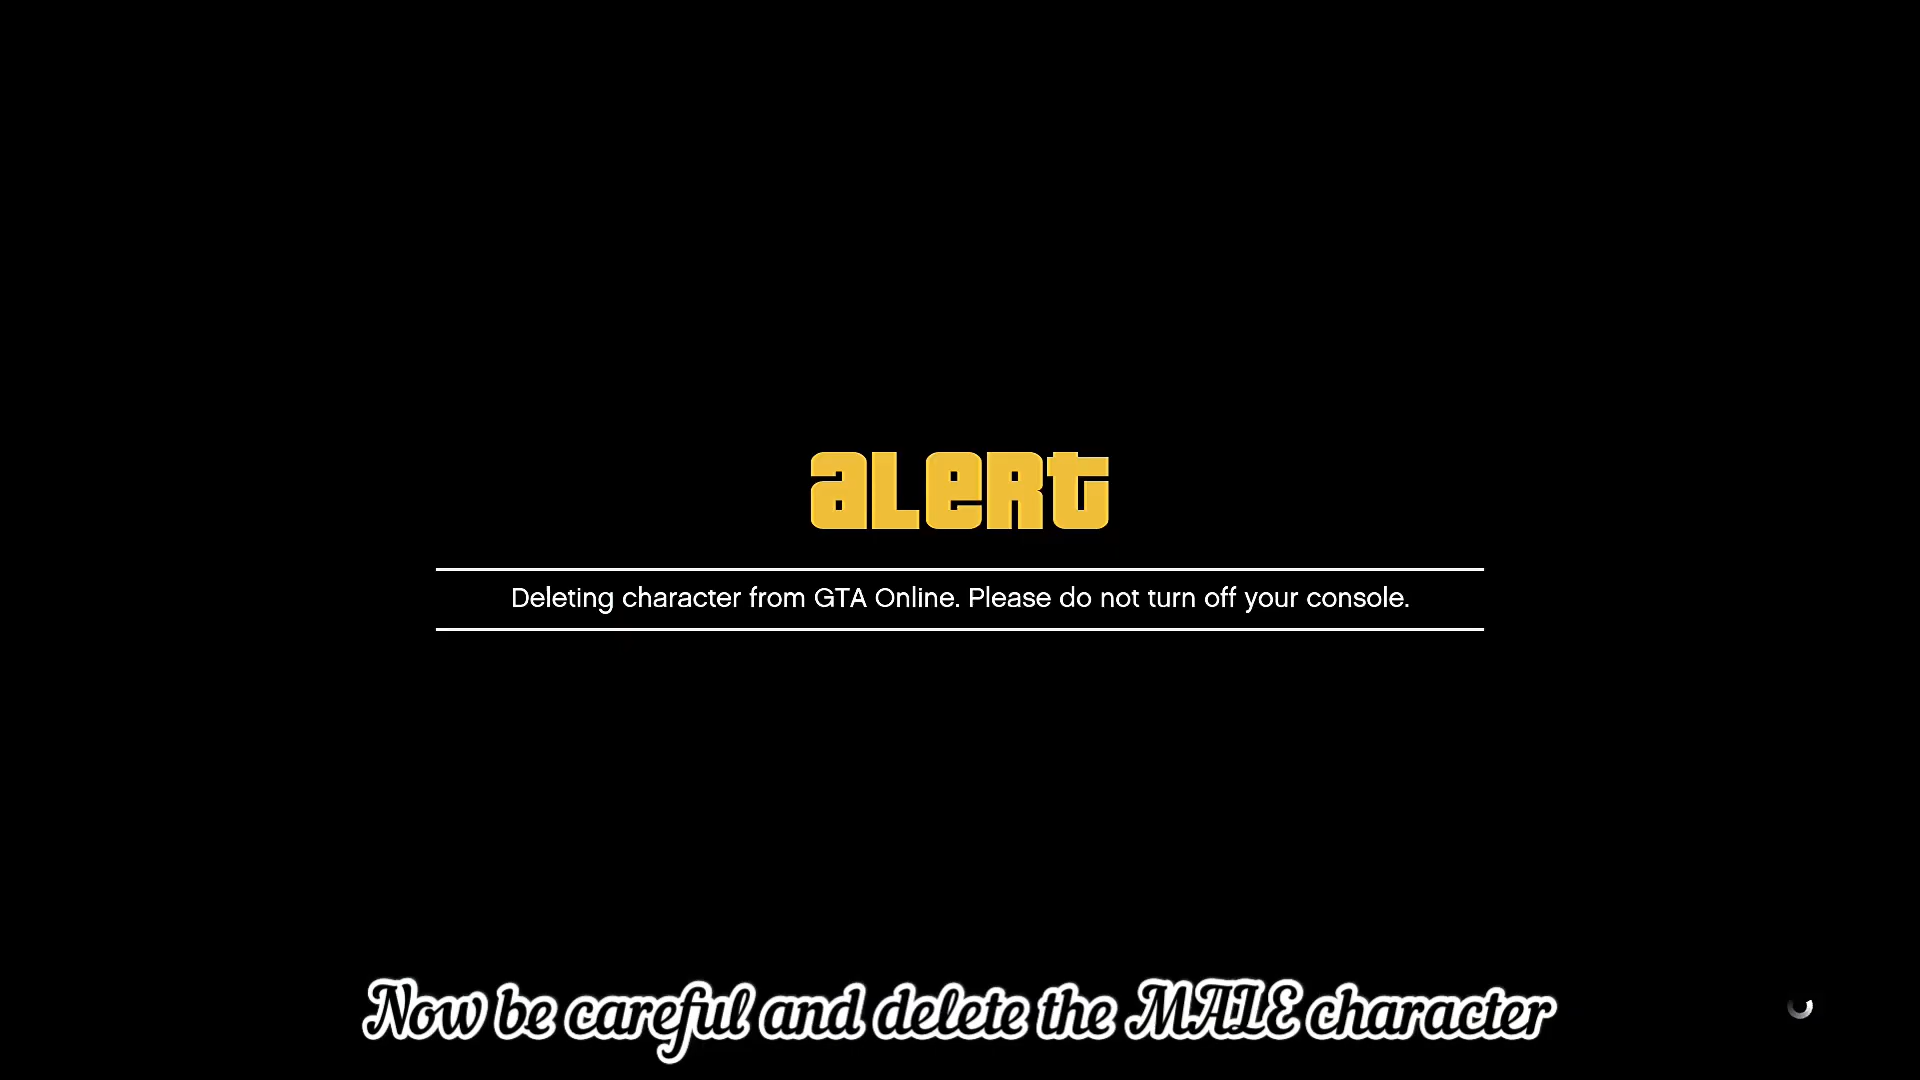 aLeRt
Deleting character from GTA Online. Please do not turn off your console.
Now be careful and delete the MALE character